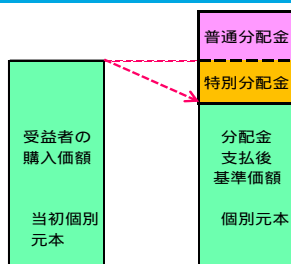 普通分配金
特別分配金
受益者の
購入価額
当初個別
元本
分配金
支払後
基準価額
個別元本